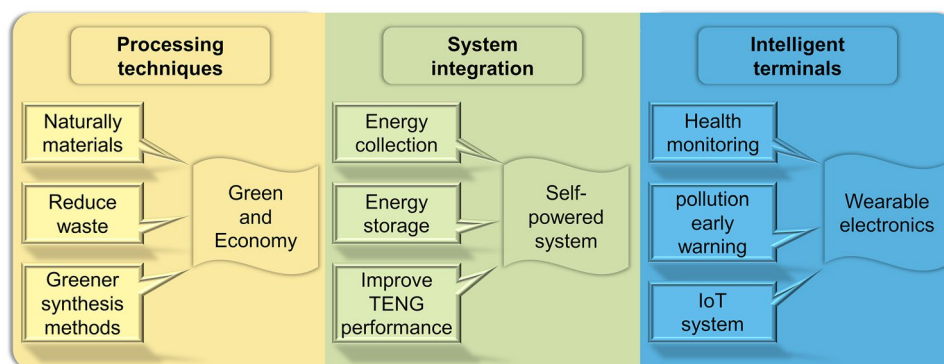 Processing
techniques
Naturally
materials
Reduce
waste
Greener
synthesis
methods
Green
and
Economy
System
integration
Energy
collection
Energy
storage
Improve
TENG
performance
Self-
powered
system
Intelligent
terminals
Health
monitoring
pollution
early
warning
IoT
system
Wearable
electronics